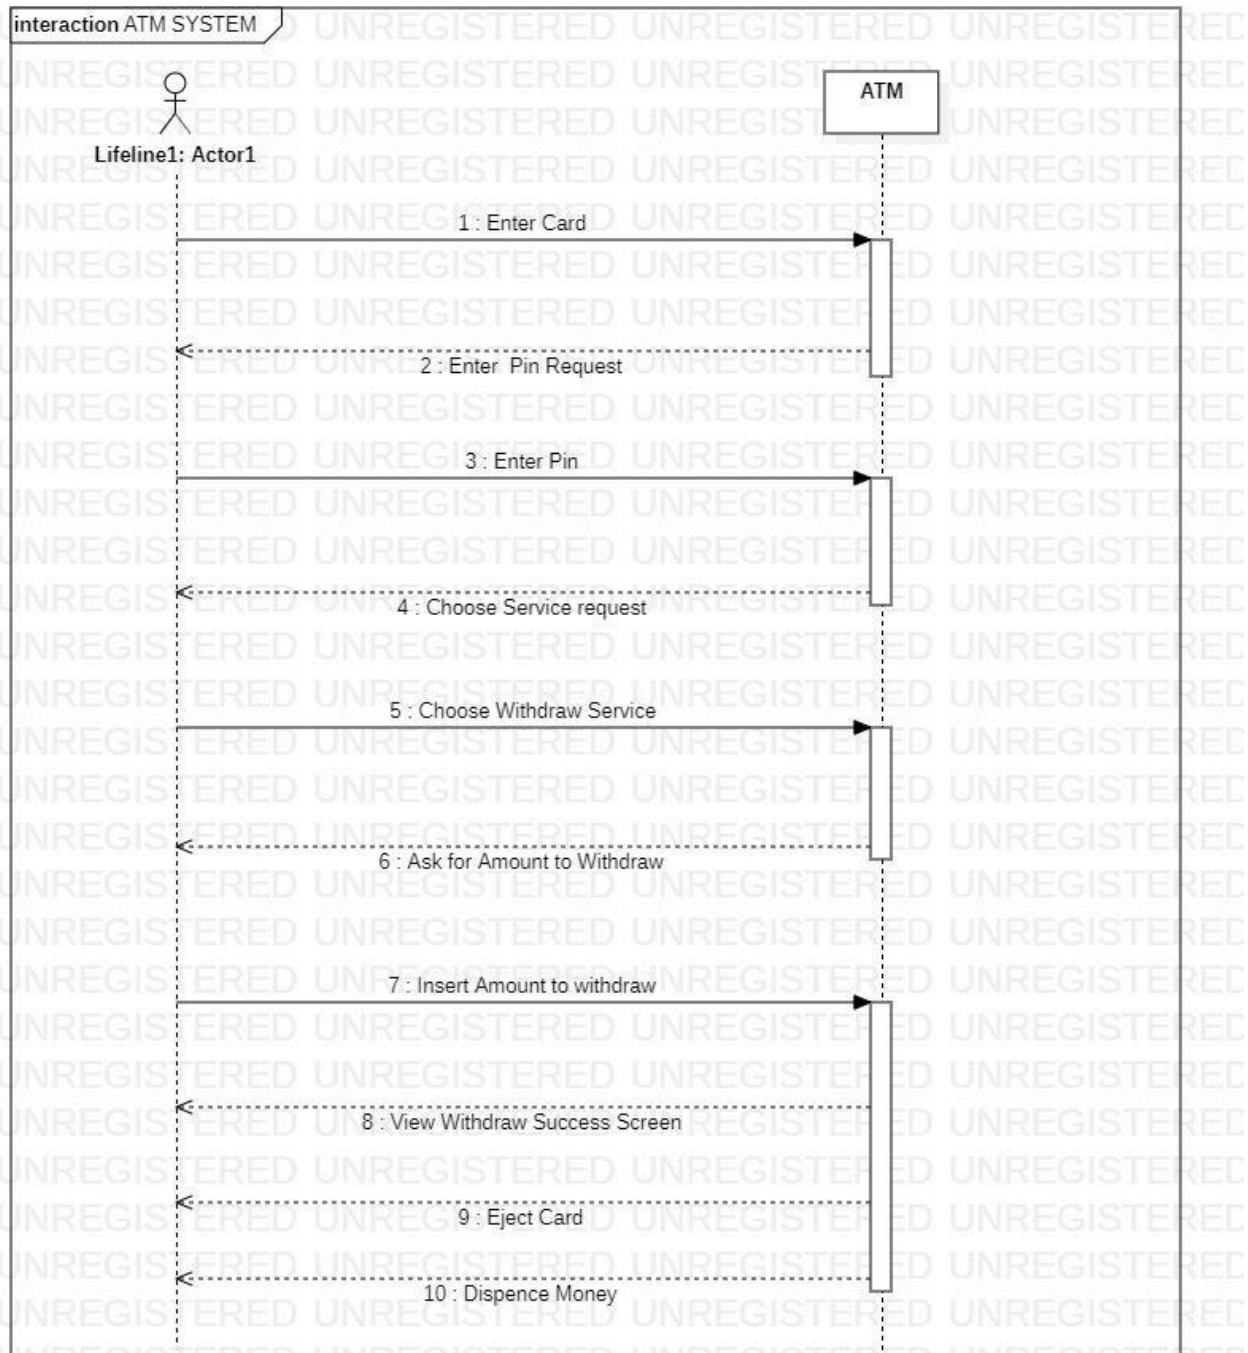 interaction ATM SYSTEM
ATM
Lifeline1: Actor1
1 : Enter Card
2 : Enter  Pin Request
3 : Enter Pin
4 : Choose Service request
5 : Choose Withdraw Service
6 : Ask for Amount to Withdraw
7 : Insert Amount to withdraw
8 : View Withdraw Success Screen
9 : Eject Card
10 : Dispence Money
UNREGISTERED